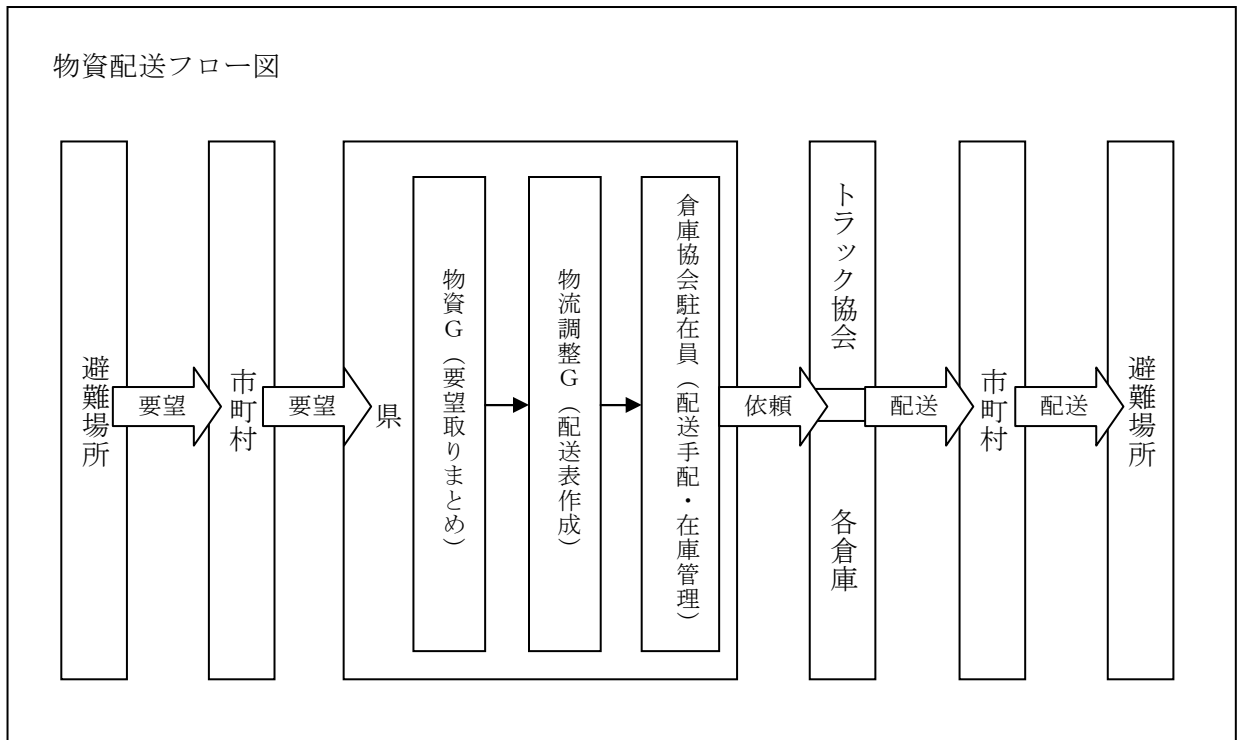 物資配送フロー図
避難場所
要望
市町村
要望
県
物資G（要望取りまとめ）
物流調整G（配送表作成）
倉庫協会駐在員（配送手配・在庫管理）
依頼
トラック協会
各倉庫
配送
市町村
配送
避難場所